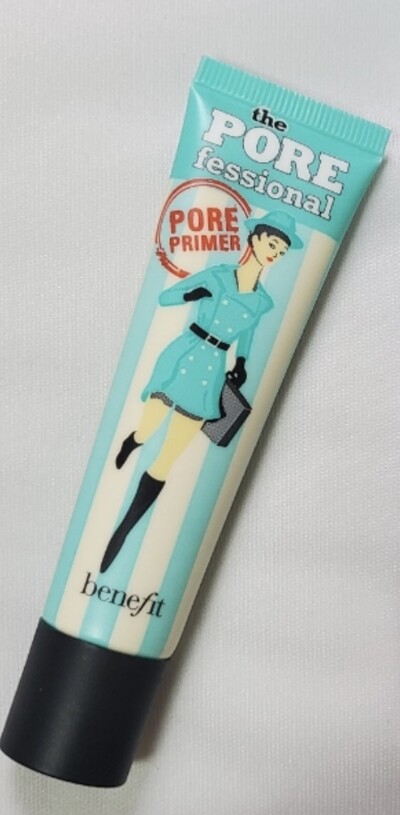 the
PORE
fessional
PORE
PRIMER
benefit